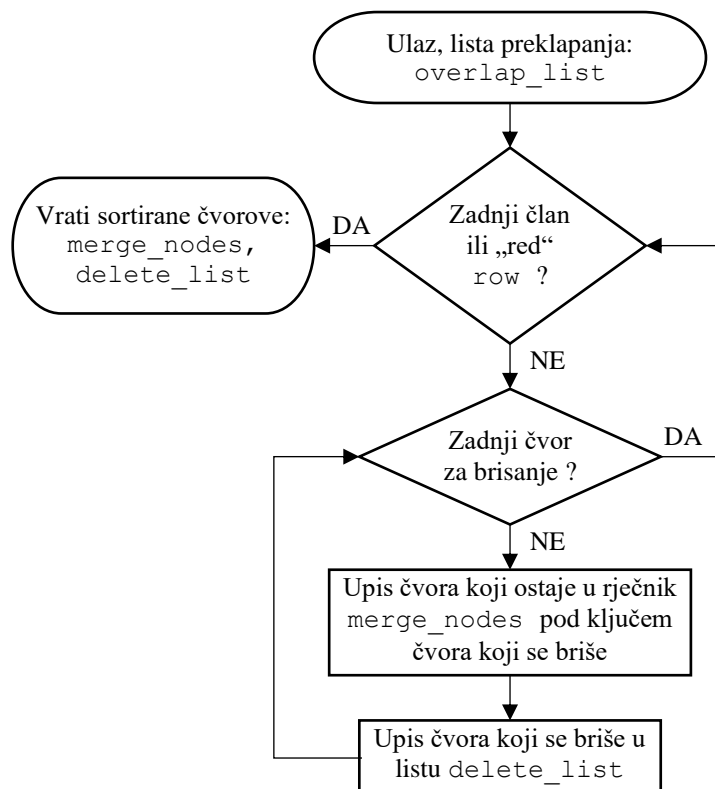 Ulaz, lista preklapanja:
overlap_list
Zadnji član
ili „red“
row ?
DA
Vrati sortirane čvorove:
merge_nodes,
delete_list
NE
Zadnji čvor
za brisanje ?
DA
NE
Upis čvora koji ostaje u rječnik
merge_nodes pod ključem
čvora koji se briše
Upis čvora koji se briše u
listu delete_list